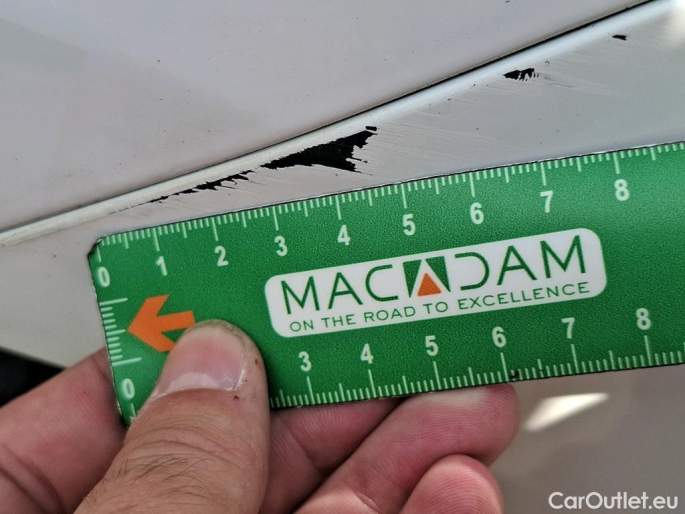 0 1 2 3 4 5 6 7 8
MACADAM
ON THE ROAD TO EXCELLENCE
0 3 4 5 6 7 8
CarOutlet.eu